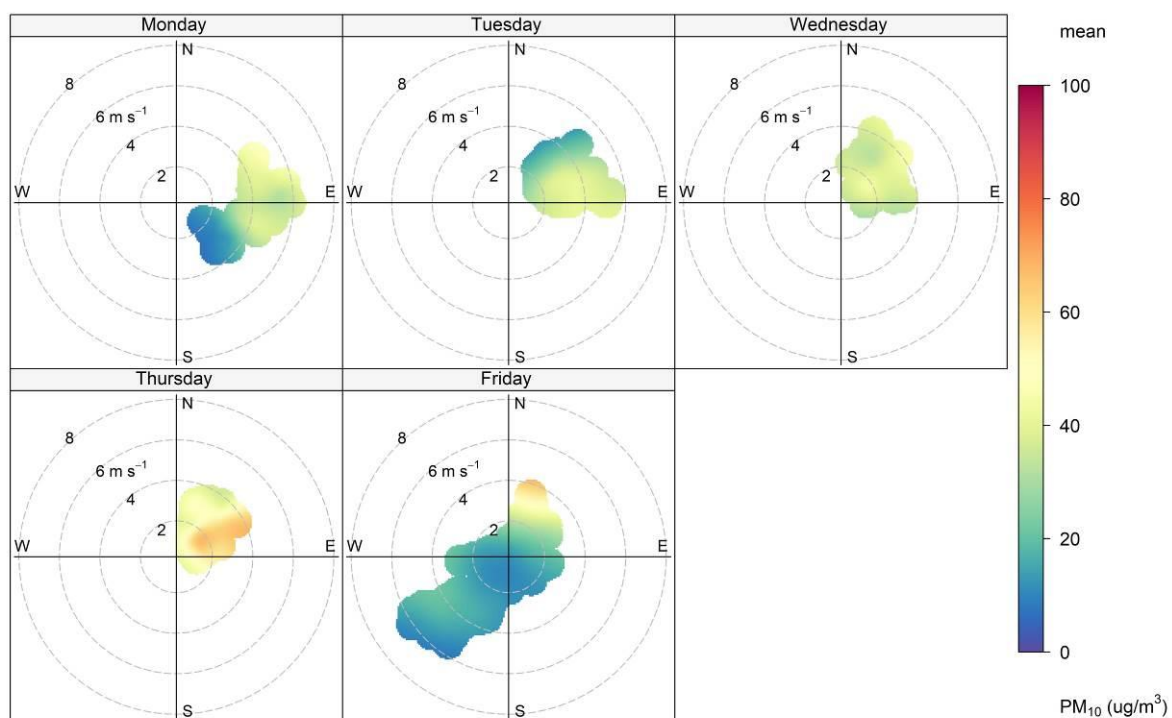 Monday
N
8
6 m s⁻¹
4
2
W
E
S
Tuesday
N
8
6 m s⁻¹
4
2
W
E
S
Wednesday
N
8
6 m s⁻¹
4
2
W
E
S
Thursday
N
8
6 m s⁻¹
4
2
W
E
S
Friday
N
8
6 m s⁻¹
4
2
W
E
S
mean
100
80
60
40
20
0
PM₁₀ (ug/m³)